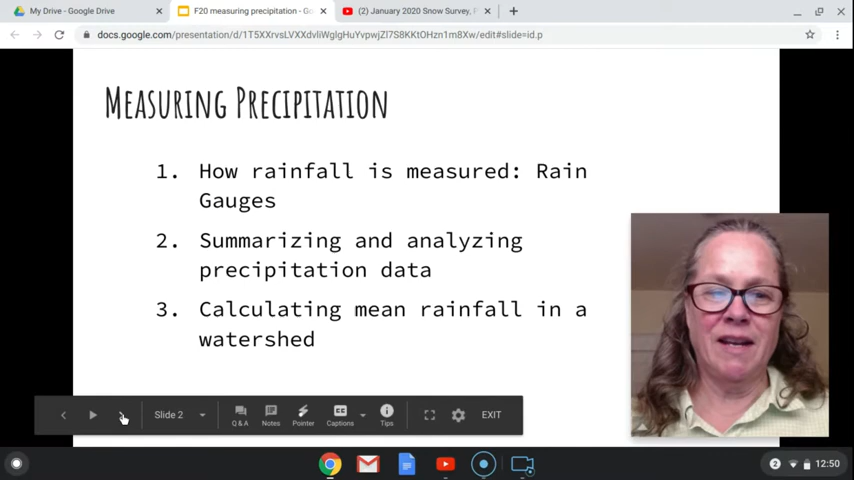 My Drive - Google Drive
F20 measuring precipitation - Go
(2) January 2020 Snow Survey, P
docs.google.com/presentation/d/1T5XXrvsLVXXdvliWgIgHuYvpwjZl7S8KKtOHzn1m8Xw/edit#slide=id.p
Measuring Precipitation
1. How rainfall is measured: Rain
Gauges
2. Summarizing and analyzing
precipitation data
3. Calculating mean rainfall in a
watershed
Slide 2
Q & A
Notes
Pointer
CC
Captions
Tips
EXIT
2
12:50